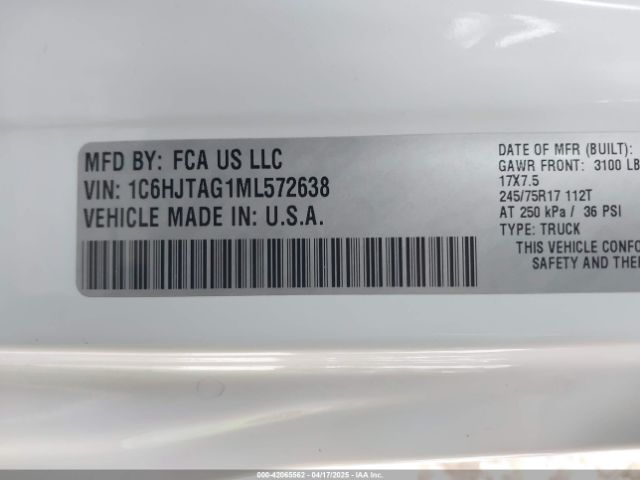 MFD BY: FCA US LLC
VIN: 1C6HJTAG1ML572638
VEHICLE MADE IN: U.S.A.
DATE OF MFR (BUILT):
GAWR FRONT: 3100 LB
17X7.5
245/75R17 112T
AT 250 kPa / 36 PSI
TYPE: TRUCK
THIS VEHICLE CONFO
SAFETY AND THE
000-42065562 04/17/2025 IAA Inc.